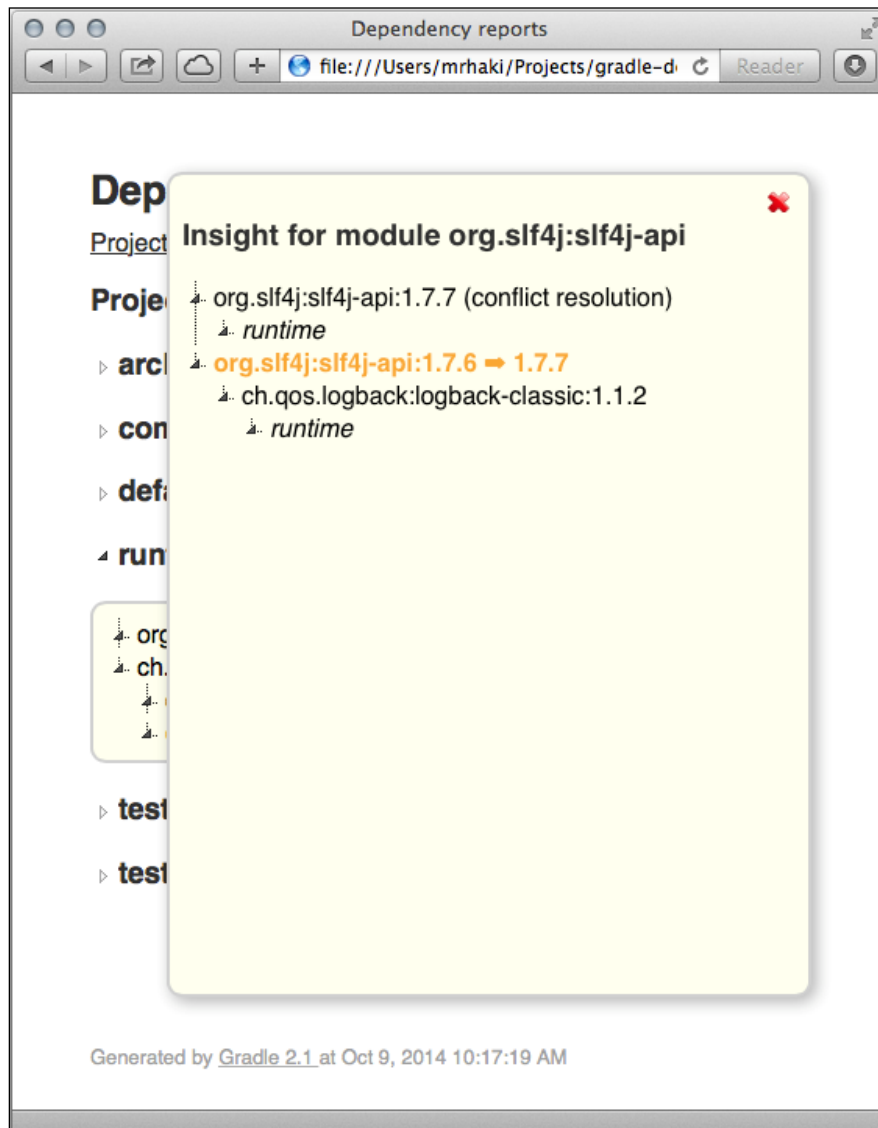 Dependency reports
file:///Users/mrhaki/Projects/gradle-d
Reader
Dep
Project
Insight for module org.slf4j:slf4j-api
Proje
org.slf4j:slf4j-api:1.7.7 (conflict resolution)
runtime
arcl
org.slf4j:slf4j-api:1.7.6 ➡ 1.7.7
ch.qos.logback:logback-classic:1.1.2
con
runtime
defa
run
org
ch.
test
test
Generated by Gradle 2.1 at Oct 9, 2014 10:17:19 AM